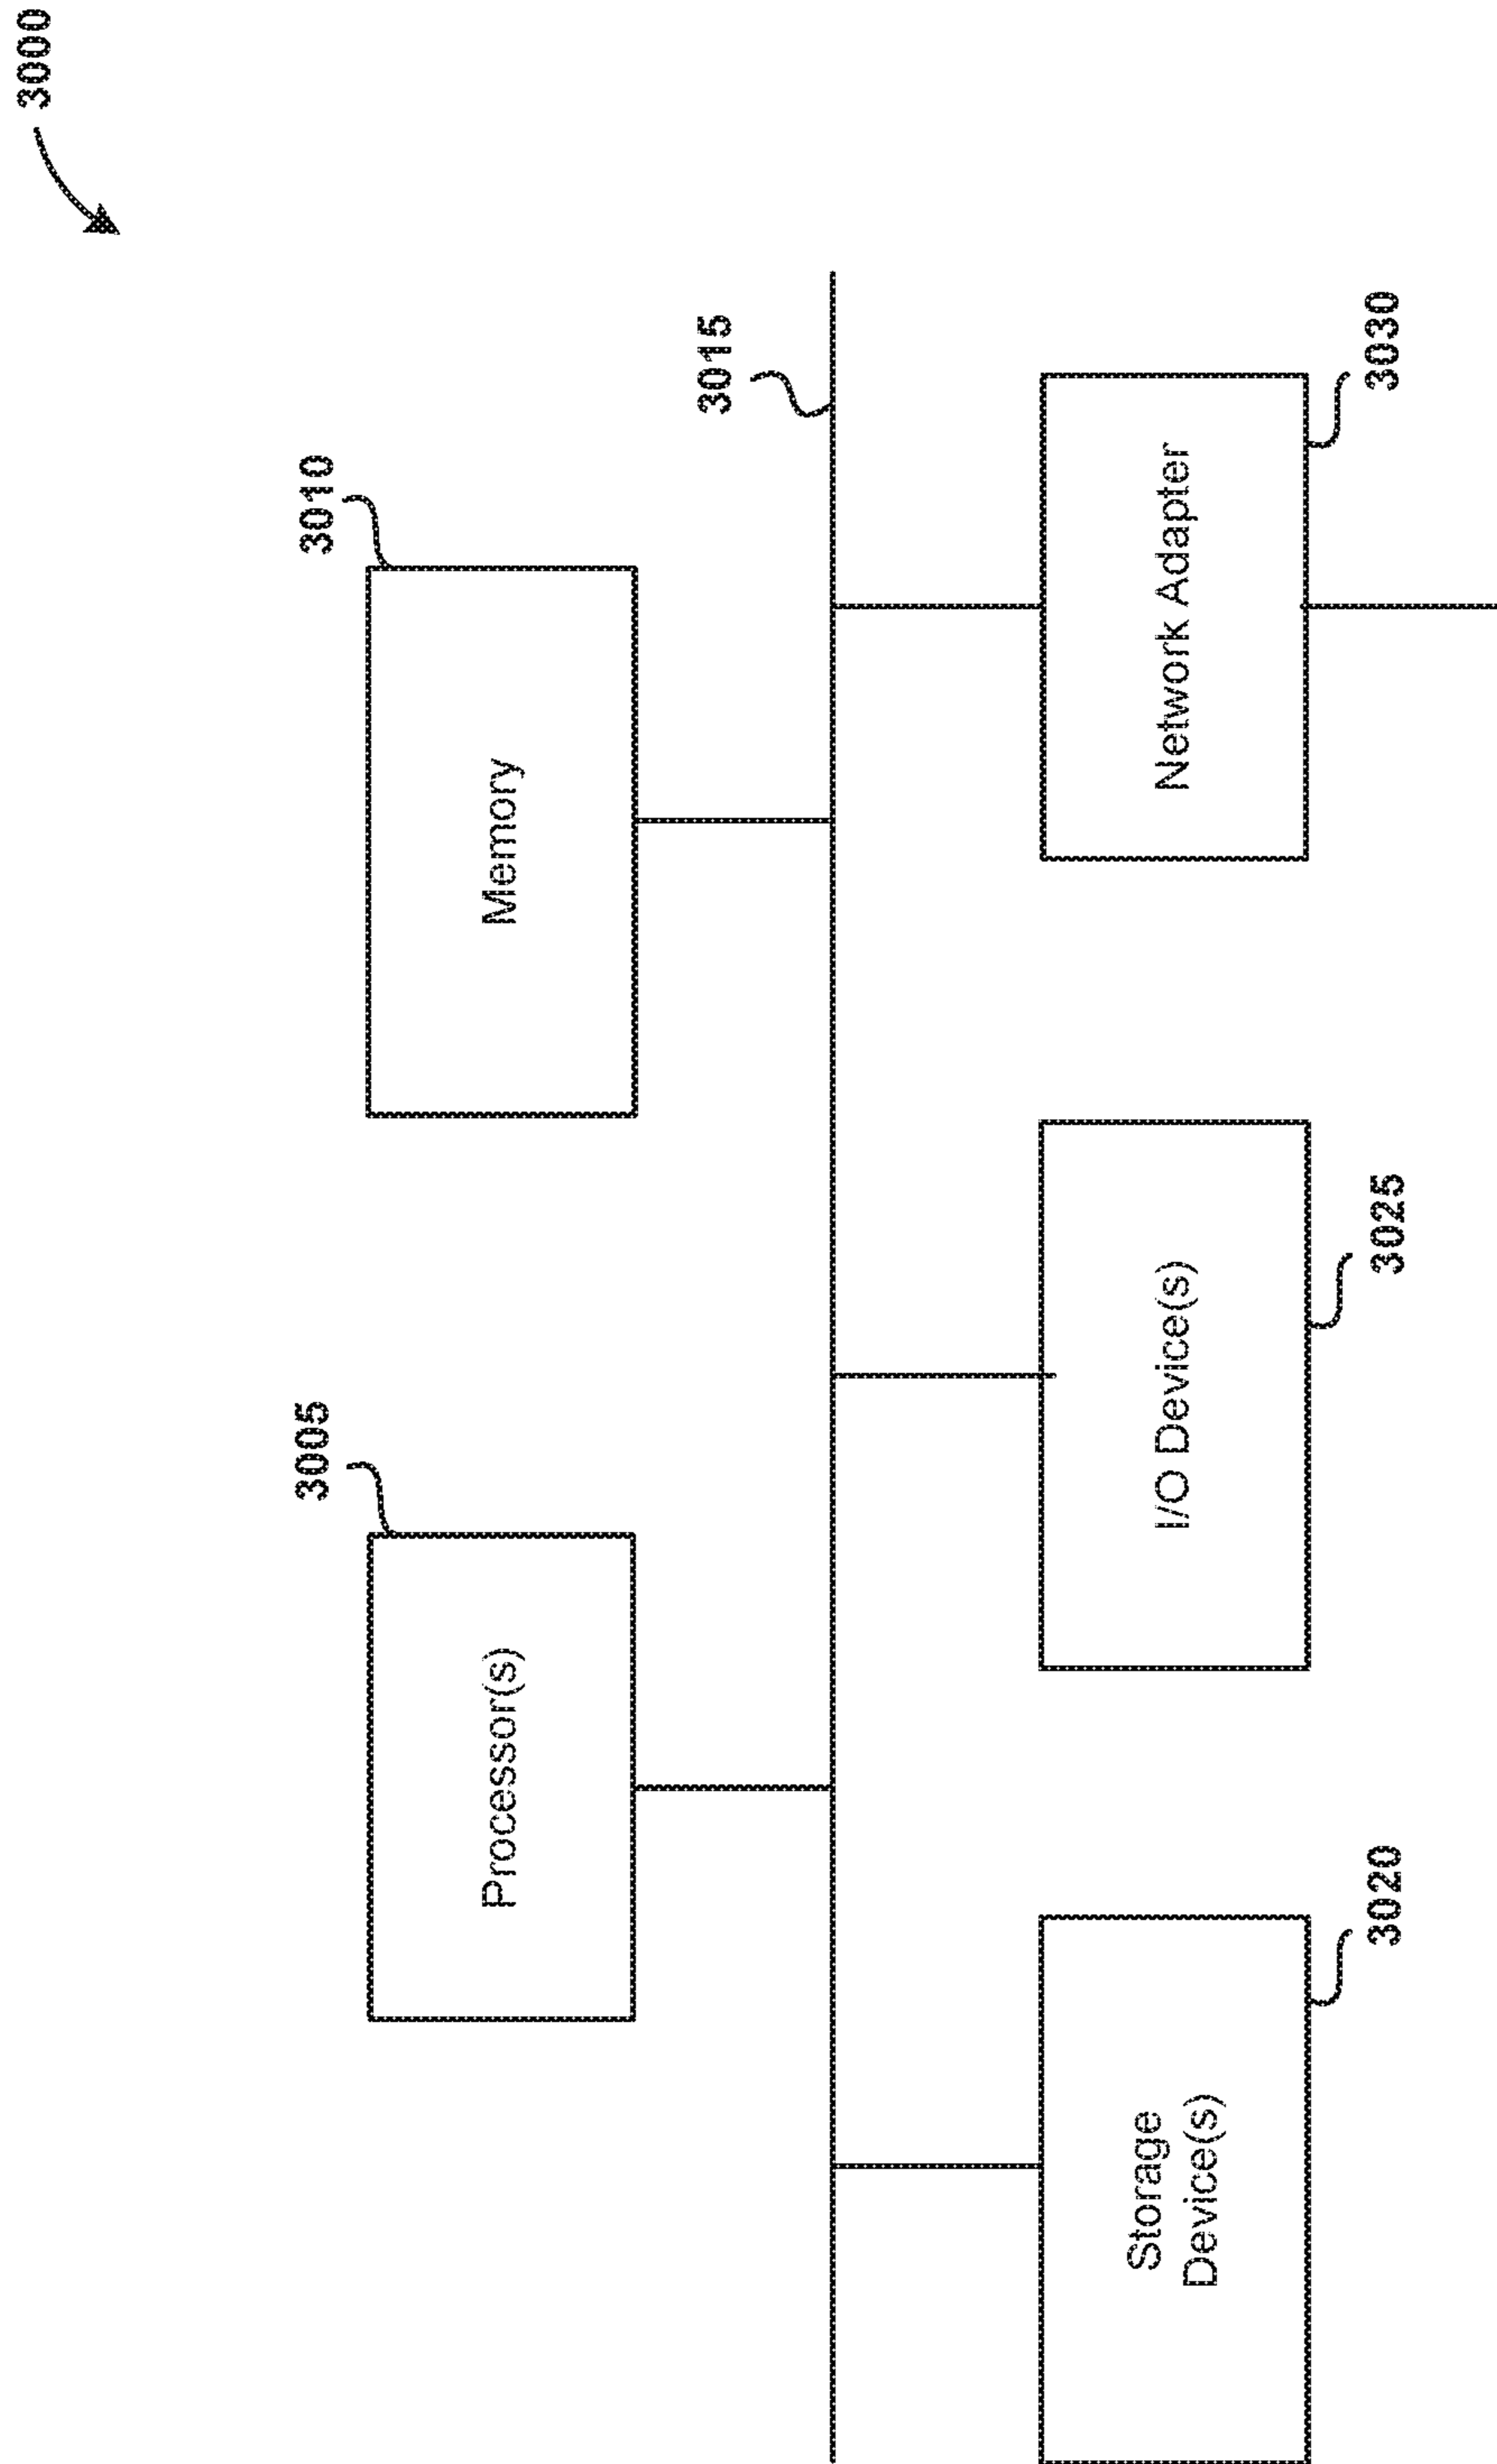 3000
3005
Processor(s)
3010
Memory
3015
Storage
Device(s)
3020
I/O Device(s)
3025
Network Adapter
3030